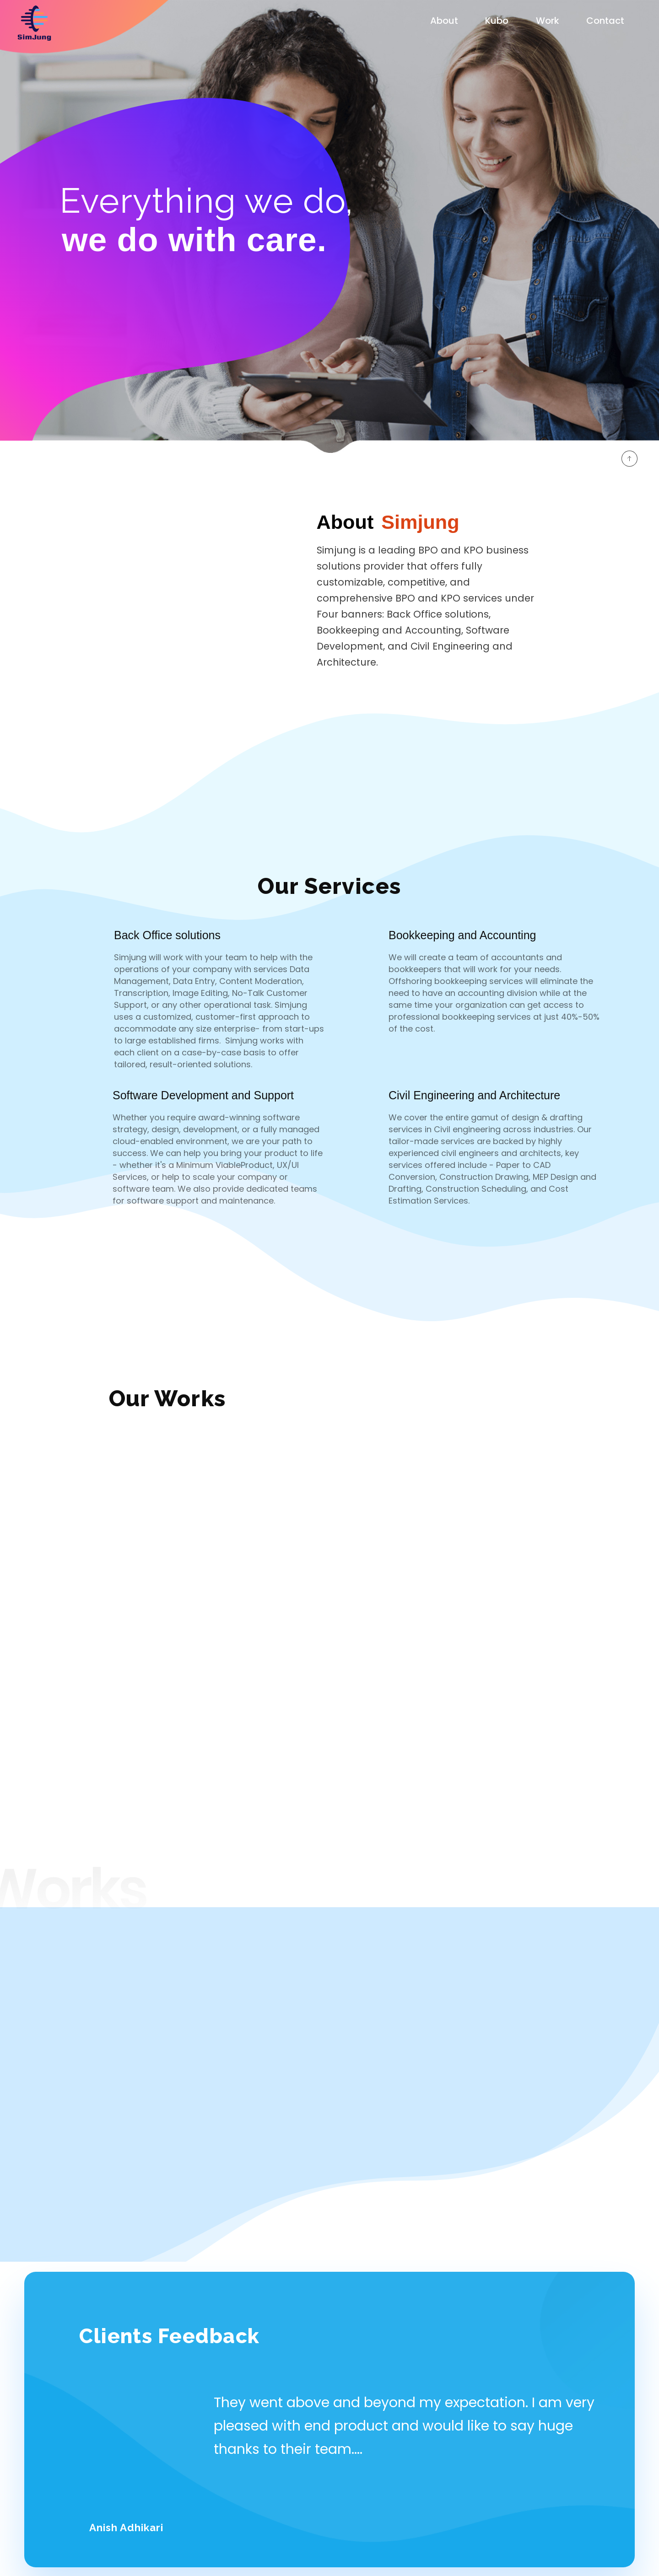 SimJung
About Kubo Work Contact
Everything we do,
we do with care.
About Simjung
Simjung is a leading BPO and KPO business
solutions provider that offers fully
customizable, competitive, and
comprehensive BPO and KPO services under
Four banners: Back Office solutions,
Bookkeeping and Accounting, Software
Development, and Civil Engineering and
Architecture.
Our Services
Back Office solutions
Simjung will work with your team to help with the
operations of your company with services Data
Management, Data Entry, Content Moderation,
Transcription, Image Editing, No-Talk Customer
Support, or any other operational task. Simjung
uses a customized, customer-first approach to
accommodate any size enterprise- from start-ups
to large established firms. Simjung works with
each client on a case-by-case basis to offer
tailored, result-oriented solutions.
Bookkeeping and Accounting
We will create a team of accountants and
bookkeepers that will work for your needs.
Offshoring bookkeeping services will eliminate the
need to have an accounting division while at the
same time your organization can get access to
professional bookkeeping services at just 40%-50%
of the cost.
Software Development and Support
Whether you require award-winning software
strategy, design, development, or a fully managed
cloud-enabled environment, we are your path to
success. We can help you bring your product to life
- whether it's a Minimum ViableProduct, UX/UI
Services, or help to scale your company or
software team. We also provide dedicated teams
for software support and maintenance.
Civil Engineering and Architecture
We cover the entire gamut of design & drafting
services in Civil engineering across industries. Our
tailor-made services are backed by highly
experienced civil engineers and architects, key
services offered include - Paper to CAD
Conversion, Construction Drawing, MEP Design and
Drafting, Construction Scheduling, and Cost
Estimation Services.
Our Works
Works
Clients Feedback
They went above and beyond my expectation. I am very
pleased with end product and would like to say huge
thanks to their team....
Anish Adhikari